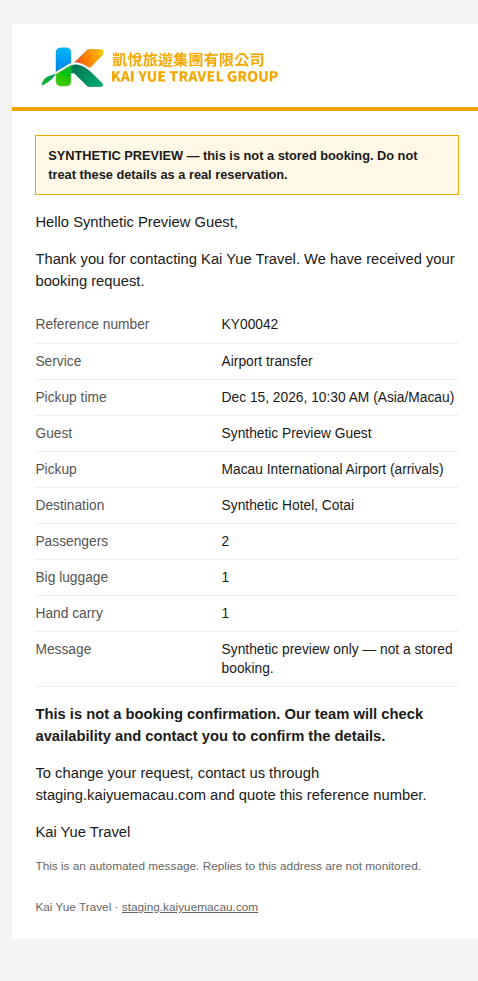 凱悅旅遊集團有限公司
KAI YUE TRAVEL GROUP
SYNTHETIC PREVIEW — this is not a stored booking. Do not
treat these details as a real reservation.
Hello Synthetic Preview Guest,
Thank you for contacting Kai Yue Travel. We have received your
booking request.
Reference number KY00042
Service Airport transfer
Pickup time Dec 15, 2026, 10:30 AM (Asia/Macau)
Guest Synthetic Preview Guest
Pickup Macau International Airport (arrivals)
Destination Synthetic Hotel, Cotai
Passengers 2
Big luggage 1
Hand carry 1
Message Synthetic preview only — not a stored
booking.
This is not a booking confirmation. Our team will check
availability and contact you to confirm the details.
To change your request, contact us through
staging.kaiyuemacau.com and quote this reference number.
Kai Yue Travel
This is an automated message. Replies to this address are not monitored.
Kai Yue Travel · staging.kaiyuemacau.com